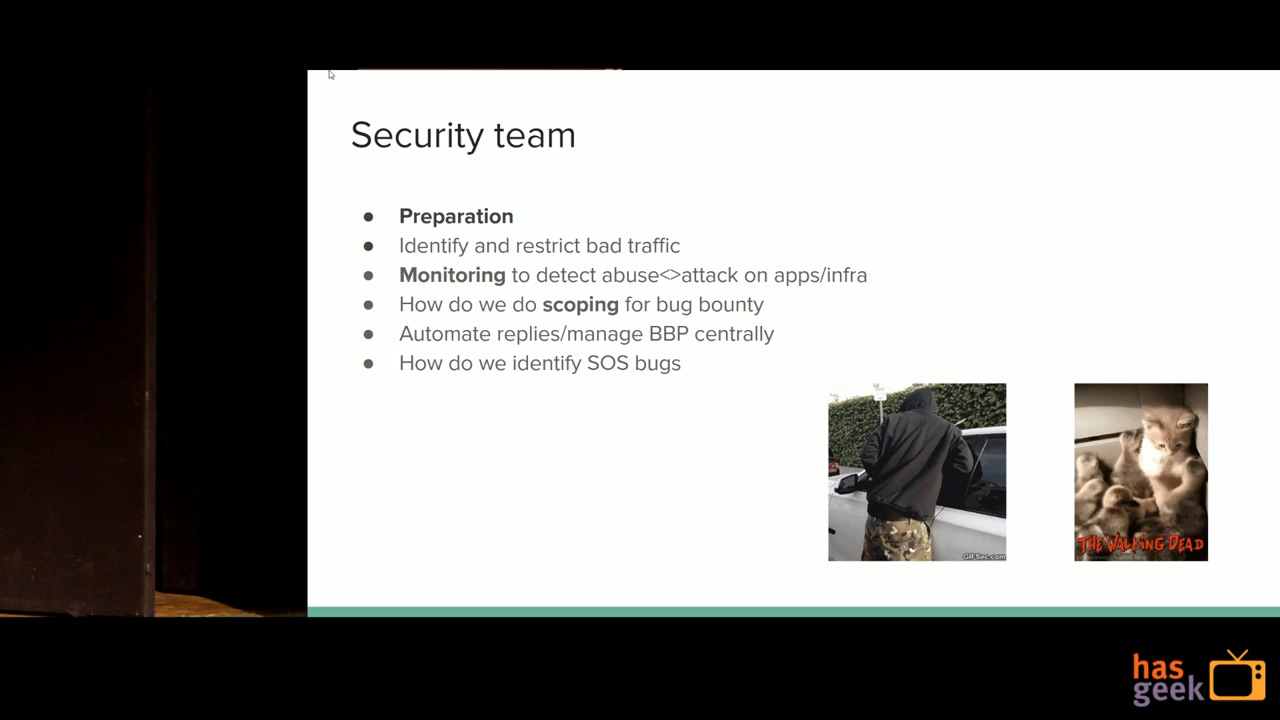 Security team
● Preparation
● Identify and restrict bad traffic
● Monitoring to detect abuse<>attack on apps/infra
● How do we do scoping for bug bounty
● Automate replies/manage BBP centrally
● How do we identify SOS bugs
GIFSec.com
THE WALKING DEAD
has
geek